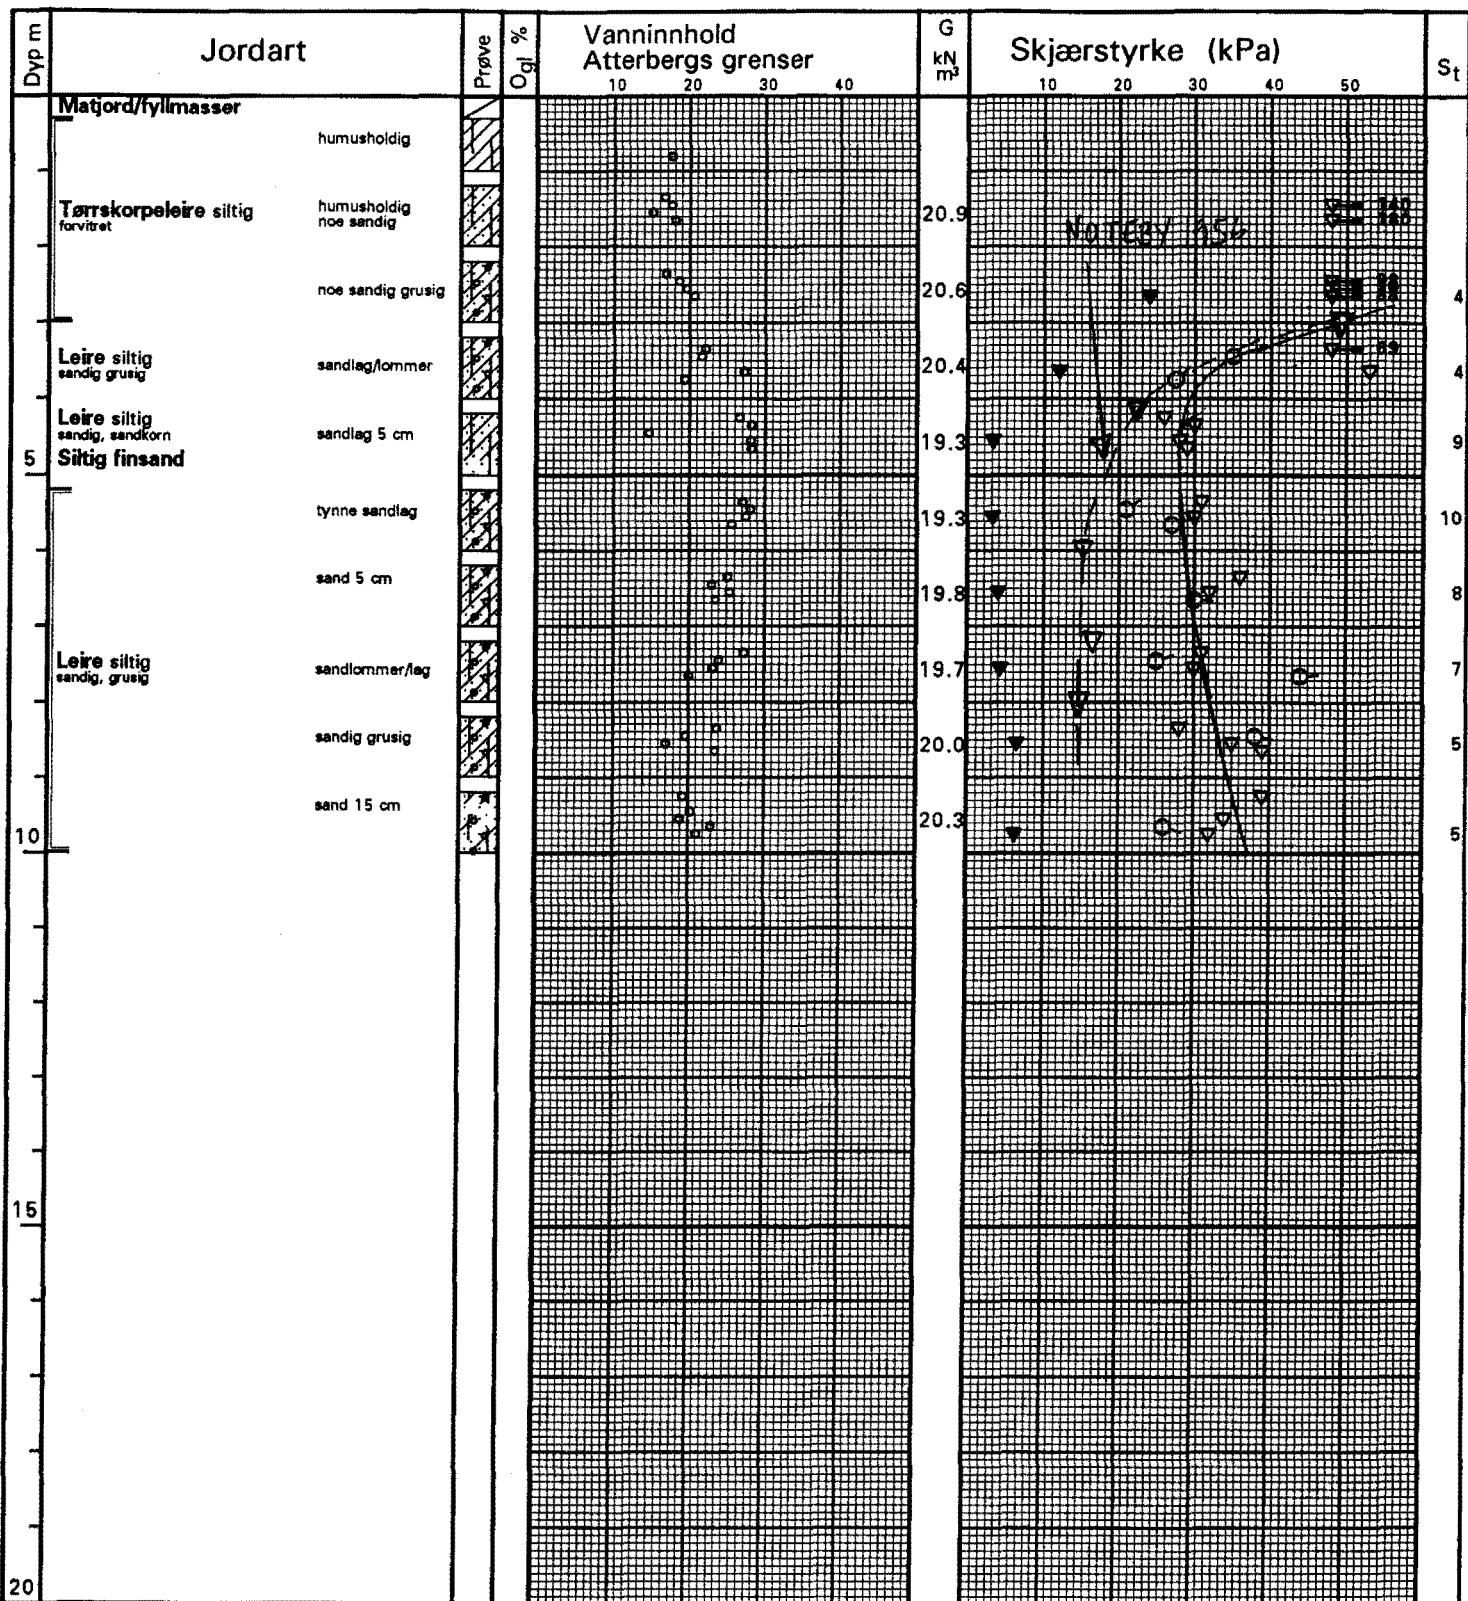 Dyp m
Jordart
Prøve
Ogl %
Vanninnhold
Atterbergs grenser
10 20 30 40
G
kN
m³
Skjærstyrke (kPa)
10 20 30 40 50
St
Matjord/fyllmasser
humusholdig
Tørrskorpeleire siltig
forvitret
humusholdig
noe sandig
20.9
140
NOTEBY
noe sandig grusig
20.6
4
Leire siltig
sandig grusig
sandlag/lommer
20.4
4
Leire siltig
sandig, sandkorn
sandlag 5 cm
19.3
9
Siltig finsand
5
tynne sandlag
19.3
10
sand 5 cm
19.8
8
Leire siltig
sandig, grusig
sandlommer/lag
19.7
7
sandig grusig
20.0
5
sand 15 cm
20.3
5
10
15
20